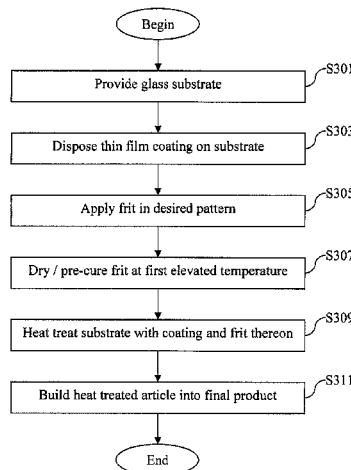 Begin
Provide glass substrate
S301
Dispose thin film coating on substrate
S303
Apply frit in desired pattern
S305
Dry / pre-cure frit at first elevated temperature
S307
Heat treat substrate with coating and frit thereon
S309
Build heat treated article into final product
S311
End